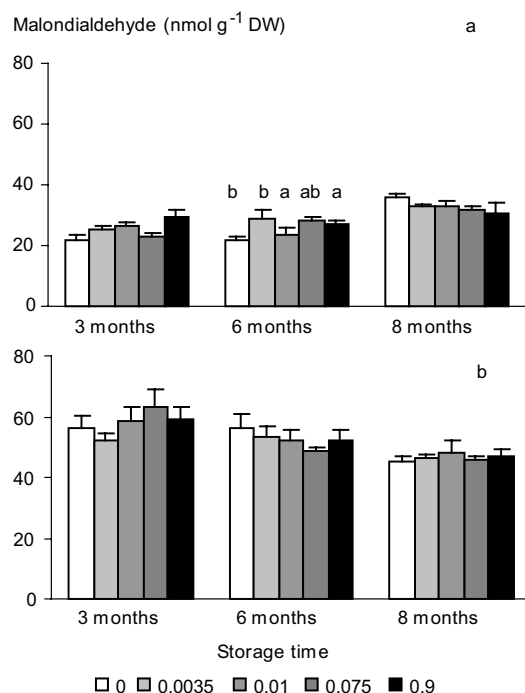 Malondialdehyde (nmol g⁻¹ DW)
a
80
60
40
20
0
b b a ab a
3 months 6 months 8 months
b
80
60
40
20
0
3 months 6 months 8 months
Storage time
0 0.0035 0.01 0.075 0.9